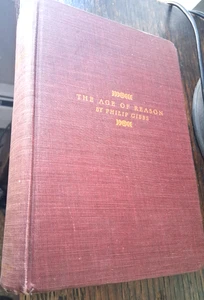 THE AGE OF REASON
BY PHILIP GIBBS